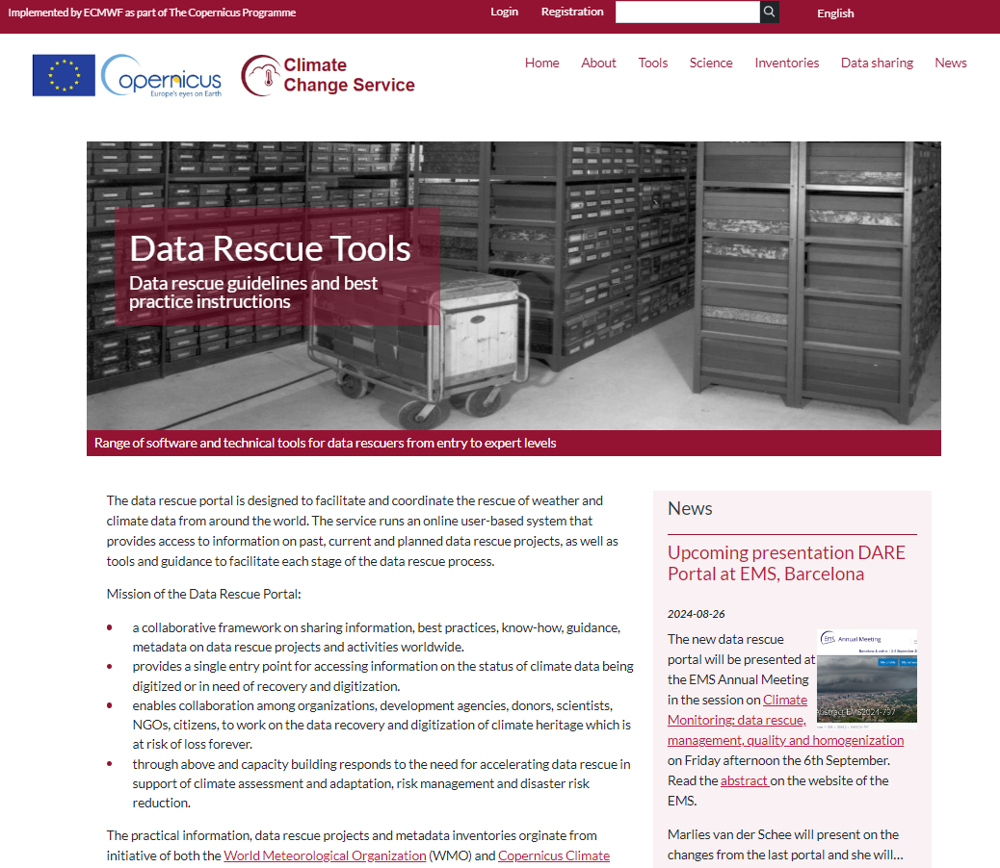 Implemented by ECMWF as part of The Copernicus Programme
Login
Registration
English
opernicus
Europe's eyes on Earth
Climate
Change Service
Home
About
Tools
Science
Inventories
Data sharing
News
Data Rescue Tools
Data rescue guidelines and best
practice instructions
Range of software and technical tools for data rescuers from entry to expert levels
The data rescue portal is designed to facilitate and coordinate the rescue of weather and
climate data from around the world. The service runs an online user-based system that
provides access to information on past, current and planned data rescue projects, as well as
tools and guidance to facilitate each stage of the data rescue process.
Mission of the Data Rescue Portal:
a collaborative framework on sharing information, best practices, know-how, guidance,
metadata on data rescue projects and activities worldwide.
provides a single entry point for accessing information on the status of climate data being
digitized or in need of recovery and digitization.
enables collaboration among organizations, development agencies, donors, scientists,
NGOs, citizens, to work on the data recovery and digitization of climate heritage which is
at risk of loss forever.
through above and capacity building responds to the need for accelerating data rescue in
support of climate assessment and adaptation, risk management and disaster risk
reduction.
The practical information, data rescue projects and metadata inventories orginate from
initiative of both the World Meteorological Organization (WMO) and Copernicus Climate
News
Upcoming presentation DARE
Portal at EMS, Barcelona
2024-08-26
The new data rescue
portal will be presented at
the EMS Annual Meeting
in the session on Climate
Monitoring: data rescue,
management, quality and homogenization
on Friday afternoon the 6th September.
Read the abstract on the website of the
EMS.
EMS Annual Meeting
Abstract EMS2024-797
Marlies van der Schee will present on the
changes from the last portal and she will...